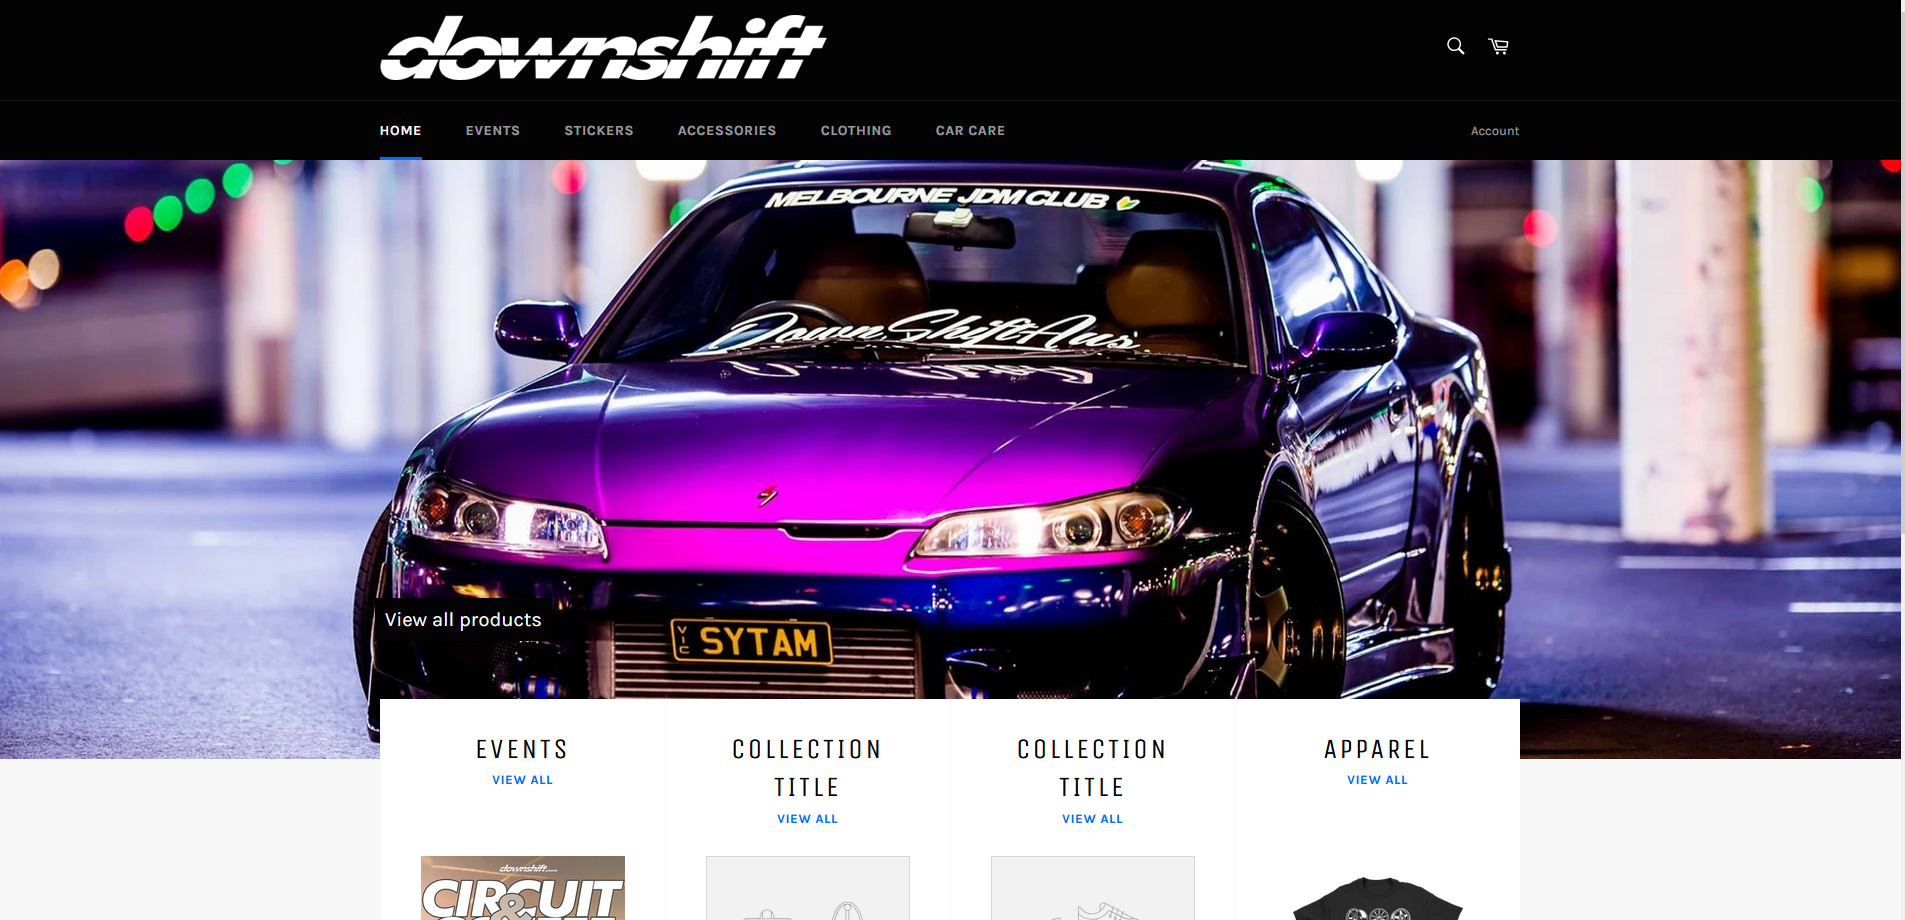 downshift
HOME EVENTS STICKERS ACCESSORIES CLOTHING CAR CARE Account
MELBOURNE JDM CLUB
DownShiftAus
View all products
VIC SYTAM
EVENTS
VIEW ALL
COLLECTION
TITLE
VIEW ALL
COLLECTION
TITLE
VIEW ALL
APPAREL
VIEW ALL
downshift
CIRCUIT
&